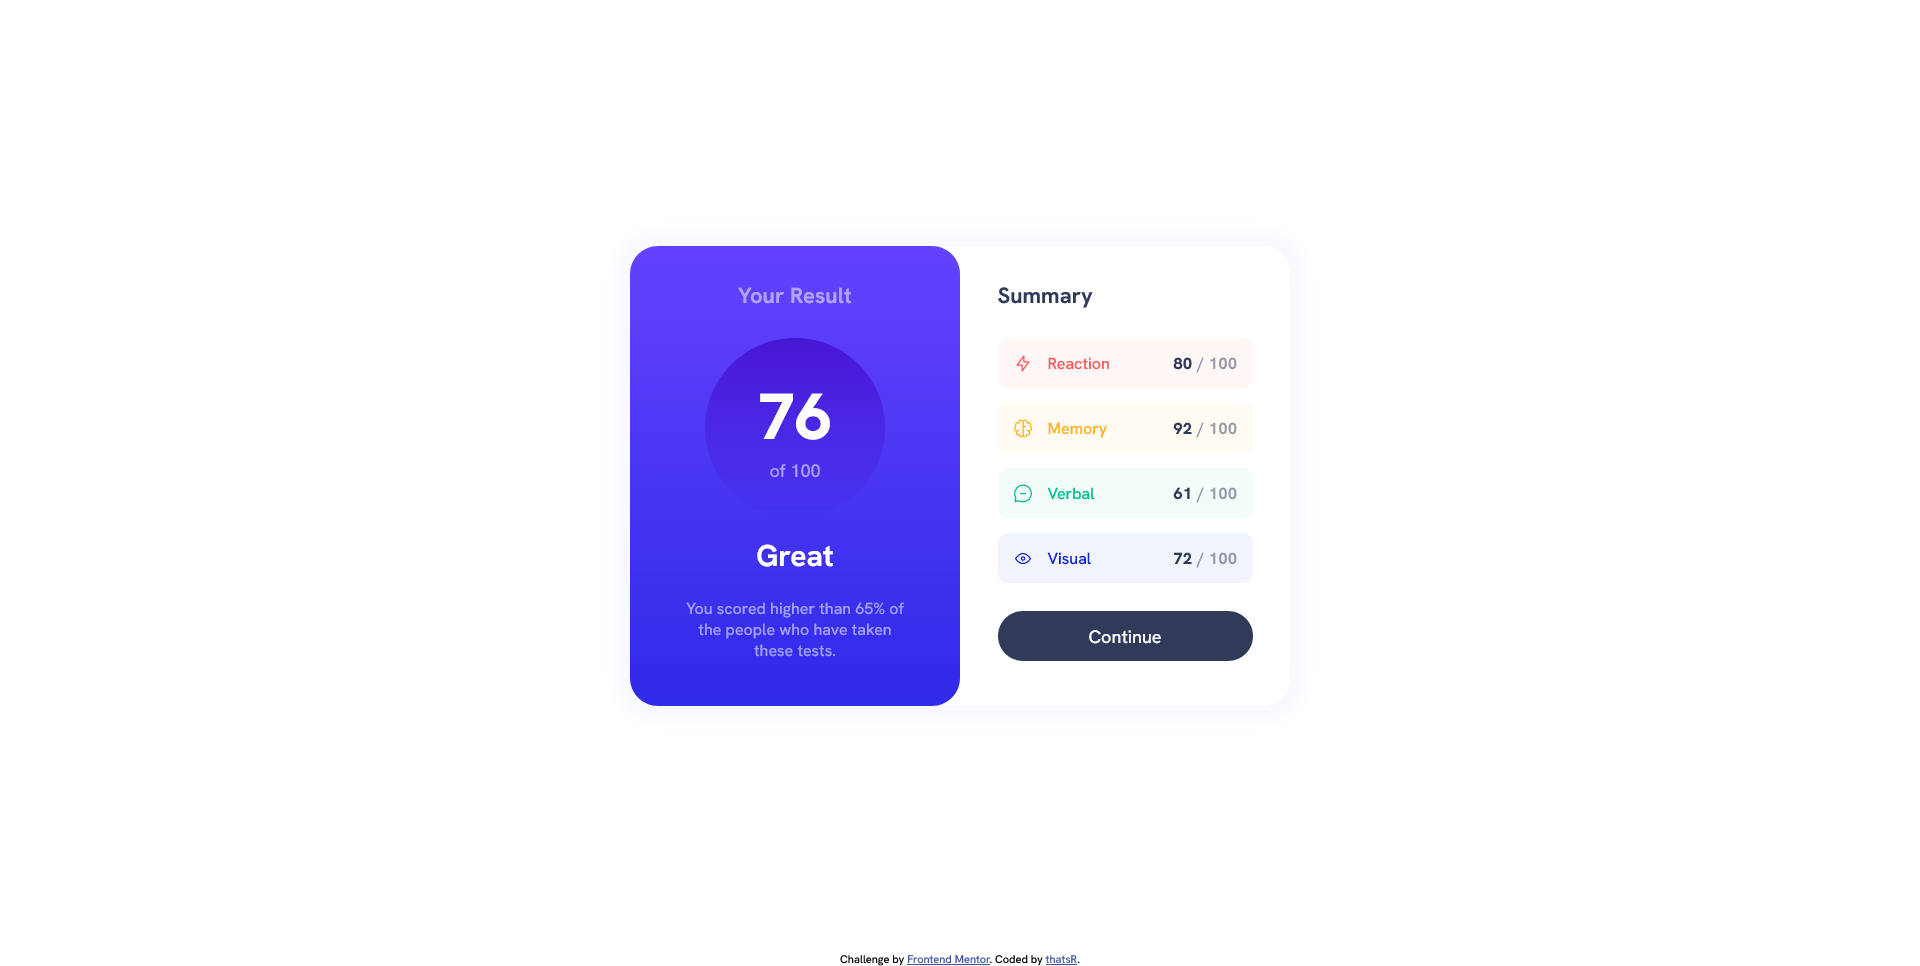 Your Result
76
of 100
Great
You scored higher than 65% of
the people who have taken
these tests.
Summary
Reaction 80 / 100
Memory 92 / 100
Verbal 61 / 100
Visual 72 / 100
Continue
Challenge by Frontend Mentor. Coded by thatsR.